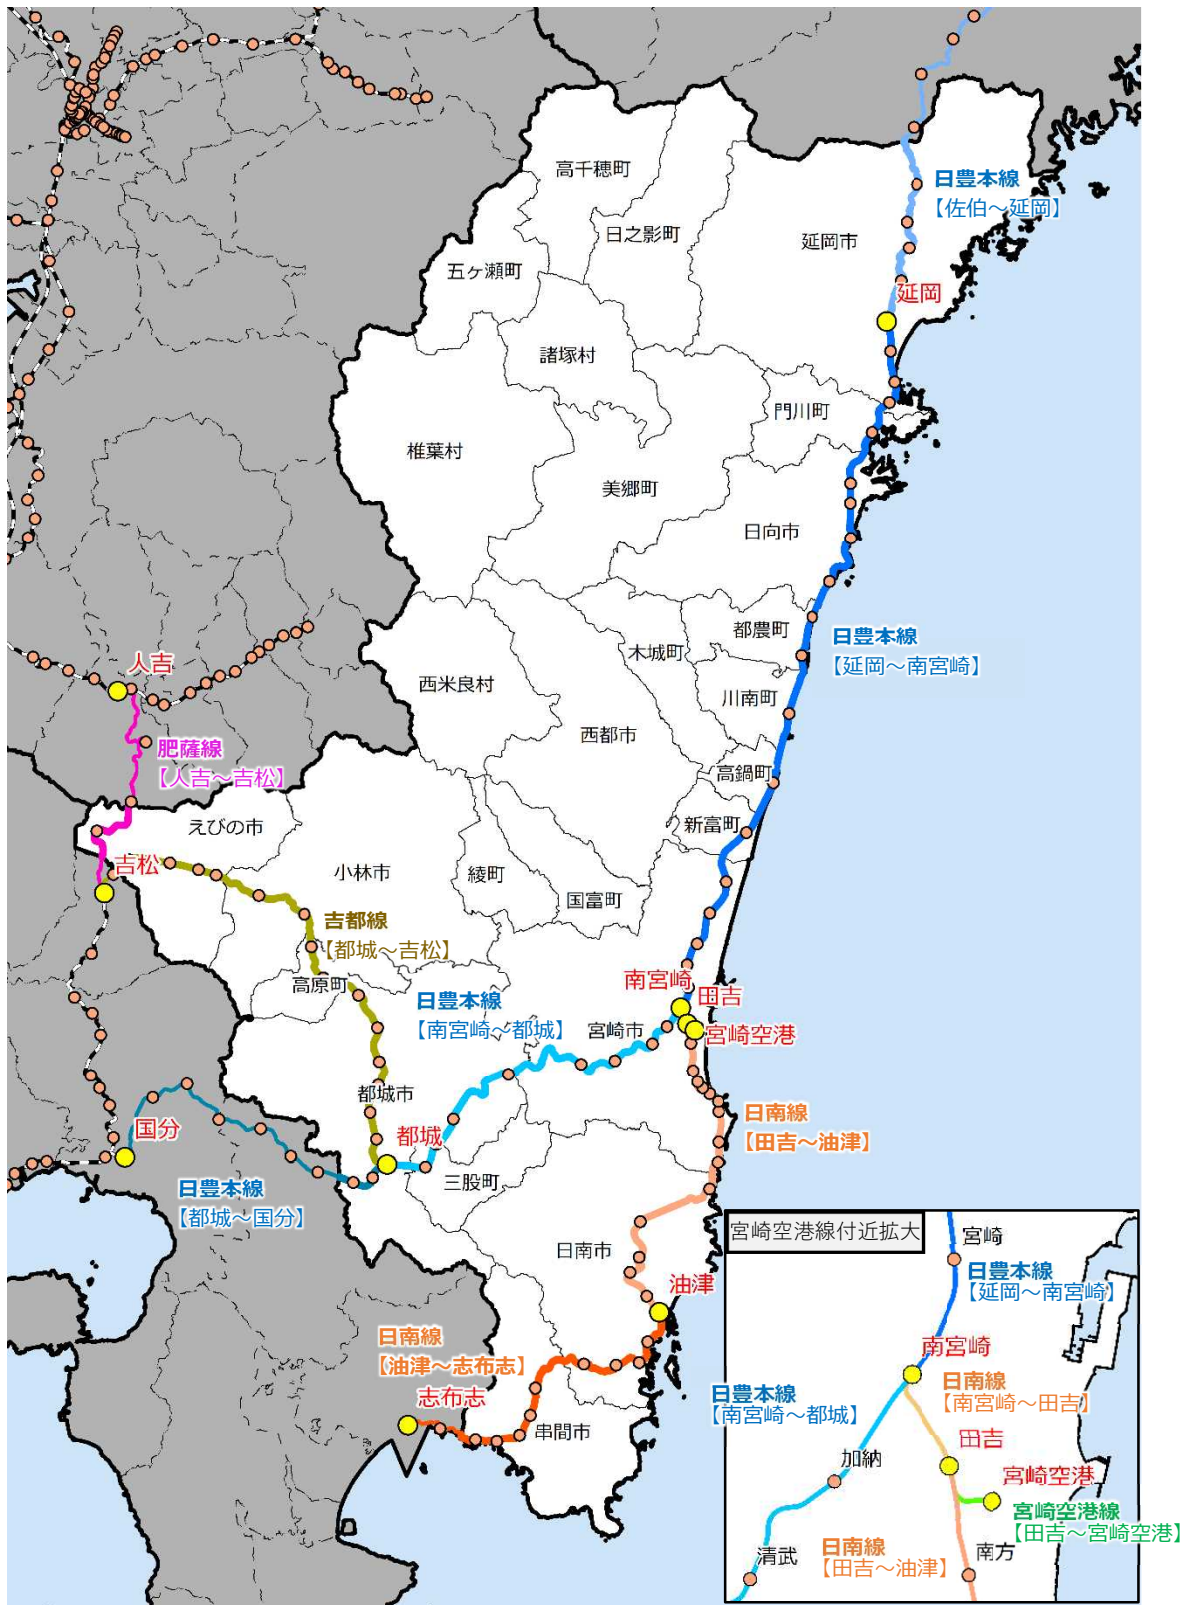 高千穂町
日之影町
延岡市
日豊本線
【佐伯～延岡】
五ヶ瀬町
延岡
諸塚村
門川町
椎葉村
美郷町
日向市
都農町
日豊本線
【延岡～南宮崎】
木城町
人吉
西米良村
川南町
西都市
肥薩線
【人吉～吉松】
高鍋町
えびの市
新富町
吉松
小林市
綾町
国富町
吉都線
【都城～吉松】
高原町
日豊本線
【南宮崎～都城】
南宮崎
田吉
宮崎市
宮崎空港
都城市
国分
都城
日南線
【田吉～油津】
三股町
日豊本線
【都城～国分】
日南市
油津
日南線
【油津～志布志】
志布志
串間市
宮崎空港線付近拡大
宮崎
日豊本線
【延岡～南宮崎】
南宮崎
日南線
【南宮崎～田吉】
日豊本線
【南宮崎～都城】
田吉
加納
宮崎空港
宮崎空港線
【田吉～宮崎空港】
日南線
【田吉～油津】
南方
清武